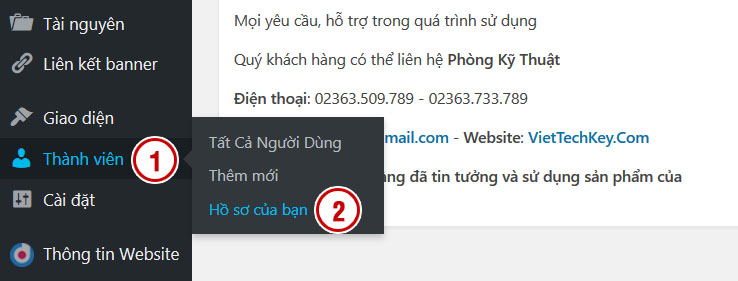 Tài nguyên
Liên kết banner
Giao diện
Thành viên
1
Cài đặt
Thông tin Website
Tất Cả Người Dùng
Thêm mới
Hồ sơ của bạn
2
Mọi yêu cầu, hỗ trợ trong quá trình sử dụng
Quý khách hàng có thể liên hệ Phòng Kỹ Thuật
Điện thoại: 02363.509.789 - 02363.733.789
mail.com - Website: VietTechKey.Com
đã tin tưởng và sử dụng sản phẩm của